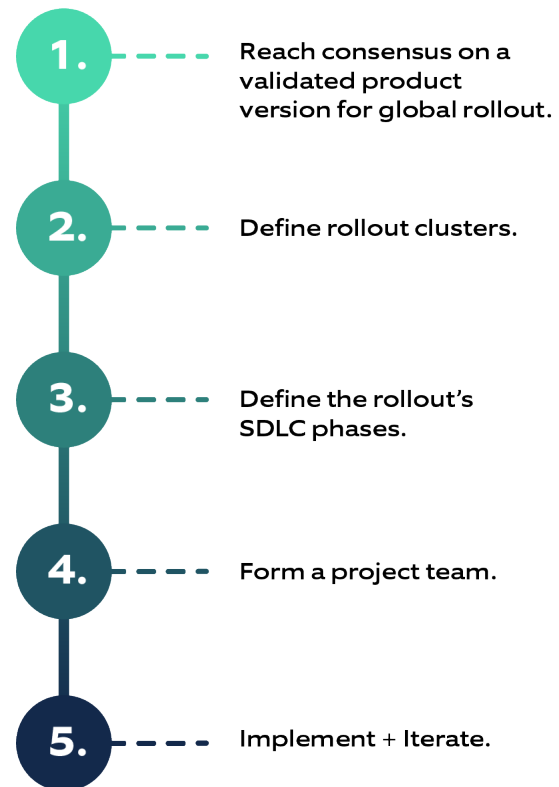 1.
Reach consensus on a
validated product
version for global rollout.
2.
Define rollout clusters.
3.
Define the rollout’s
SDLC phases.
4.
Form a project team.
5.
Implement + Iterate.